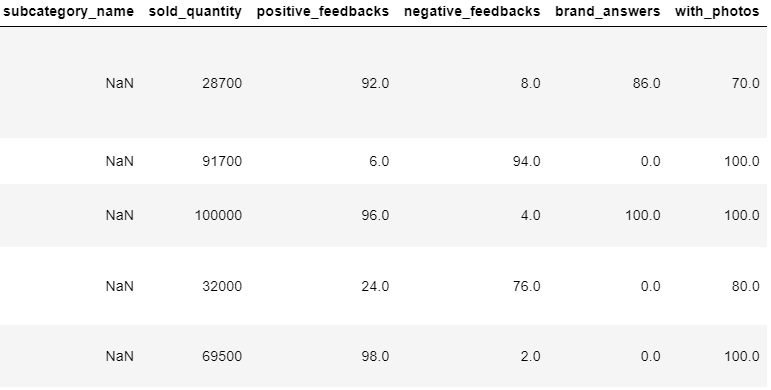 subcategory_name sold_quantity positive_feedbacks negative_feedbacks brand_answers with_photos
NaN 28700 92.0 8.0 86.0 70.0
NaN 91700 6.0 94.0 0.0 100.0
NaN 100000 96.0 4.0 100.0 100.0
NaN 32000 24.0 76.0 0.0 80.0
NaN 69500 98.0 2.0 0.0 100.0